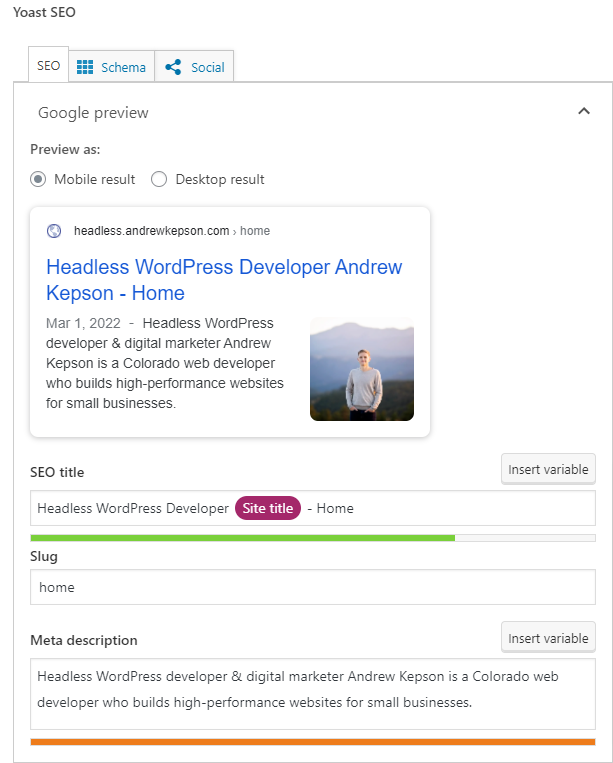 Yoast SEO
SEO
Schema
Social
Google preview
Preview as:
Mobile result
Desktop result
headless.andrewkepson.com › home
Headless WordPress Developer Andrew
Kepson - Home
Mar 1, 2022 - Headless WordPress
developer & digital marketer Andrew
Kepson is a Colorado web developer
who builds high-performance websites
for small businesses.
SEO title
Insert variable
Headless WordPress Developer Site title - Home
Slug
home
Meta description
Insert variable
Headless WordPress developer & digital marketer Andrew Kepson is a Colorado web
developer who builds high-performance websites for small businesses.